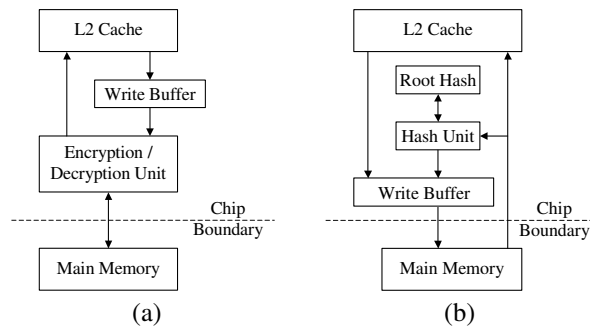 L2 Cache
Write Buffer
Encryption /
Decryption Unit
Chip
Boundary
Main Memory
(a)
L2 Cache
Root Hash
Hash Unit
Write Buffer
Chip
Boundary
Main Memory
(b)